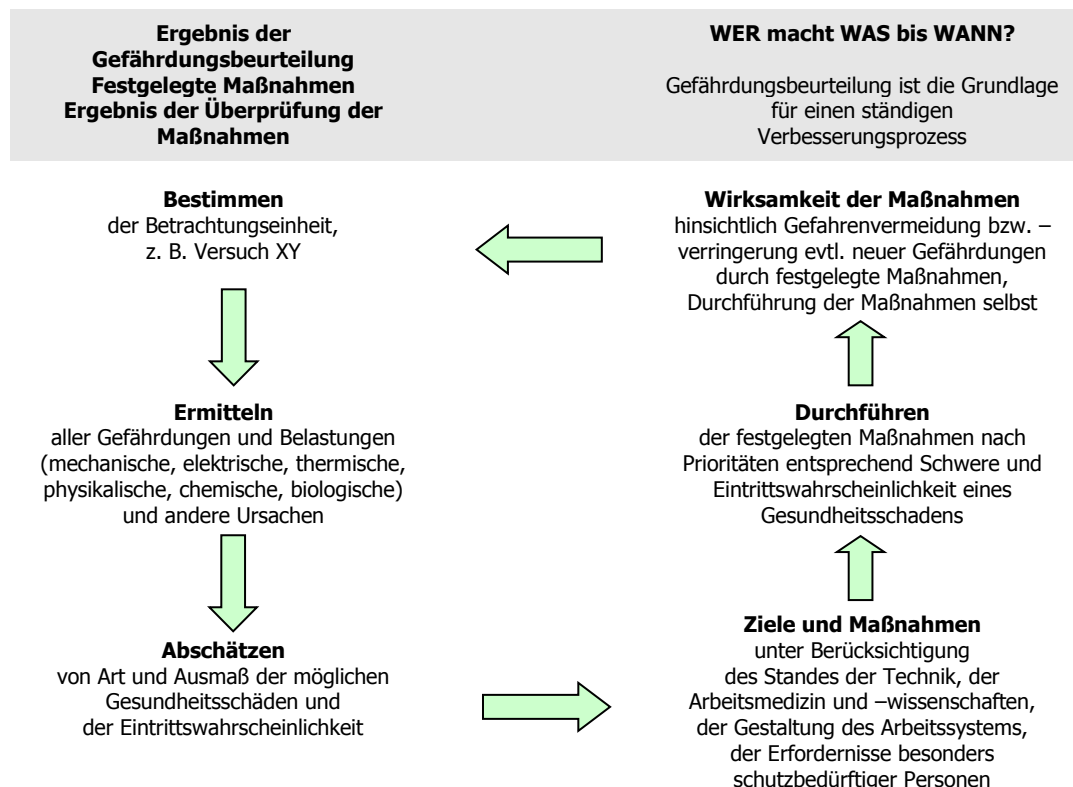 Ergebnis der
Gefährdungsbeurteilung
Festgelegte Maßnahmen
Ergebnis der Überprüfung der
Maßnahmen
WER macht WAS bis WANN?
Gefährdungsbeurteilung ist die Grundlage
für einen ständigen
Verbesserungsprozess
Bestimmen
der Betrachtungseinheit,
z. B. Versuch XY
Ermitteln
aller Gefährdungen und Belastungen
(mechanische, elektrische, thermische,
physikalische, chemische, biologische)
und andere Ursachen
Abschätzen
von Art und Ausmaß der möglichen
Gesundheitsschäden und
der Eintrittswahrscheinlichkeit
Ziele und Maßnahmen
unter Berücksichtigung
des Standes der Technik, der
Arbeitsmedizin und –wissenschaften,
der Gestaltung des Arbeitssystems,
der Erfordernisse besonders
schutzbedürftiger Personen
Durchführen
der festgelegten Maßnahmen nach
Prioritäten entsprechend Schwere und
Eintrittswahrscheinlichkeit eines
Gesundheitsschadens
Wirksamkeit der Maßnahmen
hinsichtlich Gefahrenvermeidung bzw. –
verringerung evtl. neuer Gefährdungen
durch festgelegte Maßnahmen,
Durchführung der Maßnahmen selbst